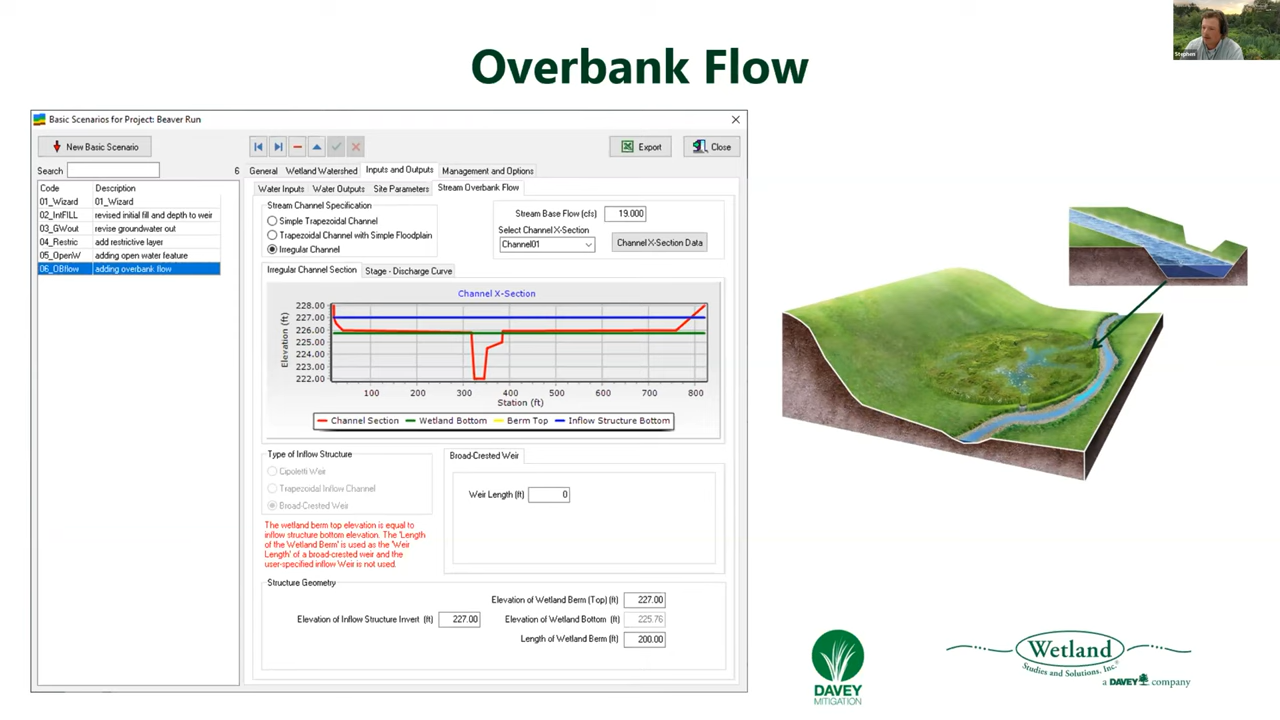 Overbank Flow
Stephen
Basic Scenarios for Project: Beaver Run
New Basic Scenario
Export
Close
Search
6
General
Wetland Watershed
Inputs and Outputs
Management and Options
Code
Description
01_Wizard
01_Wizard
02_IntFILL
revised initial fill and depth to weir
03_GWout
revise groundwater out
04_Restric
add restrictive layer
05_OpenW
adding open water feature
06_OBflow
adding overbank flow
Water Inputs
Water Outputs
Site Parameters
Stream Overbank Flow
Stream Channel Specification
Simple Trapezoidal Channel
Trapezoidal Channel with Simple Floodplain
Irregular Channel
Stream Base Flow (cfs)
19.000
Select Channel X-Section
Channel01
Channel X-Section Data
Irregular Channel Section
Stage - Discharge Curve
Channel X-Section
Elevation (ft)
228.00
227.00
226.00
225.00
224.00
223.00
222.00
100 200 300 400 500 600 700 800
Station (ft)
Channel Section
Wetland Bottom
Berm Top
Inflow Structure Bottom
Type of Inflow Structure
Cipoletti Weir
Trapezoidal Inflow Channel
Broad-Crested Weir
Broad-Crested Weir
Weir Length (ft)
0
The wetland berm top elevation is equal to
inflow structure bottom elevation. The 'Length
of the Wetland Berm' is used as the 'Weir
Length' of a broad-crested weir and the
user-specified inflow Weir is not used.
Structure Geometry
Elevation of Inflow Structure Invert (ft)
227.00
Elevation of Wetland Berm (Top) (ft)
227.00
Elevation of Wetland Bottom (ft)
225.76
Length of Wetland Berm (ft)
200.00
DAVEY
MITIGATION
Wetland
Studies and Solutions, Inc.
a DAVEY company